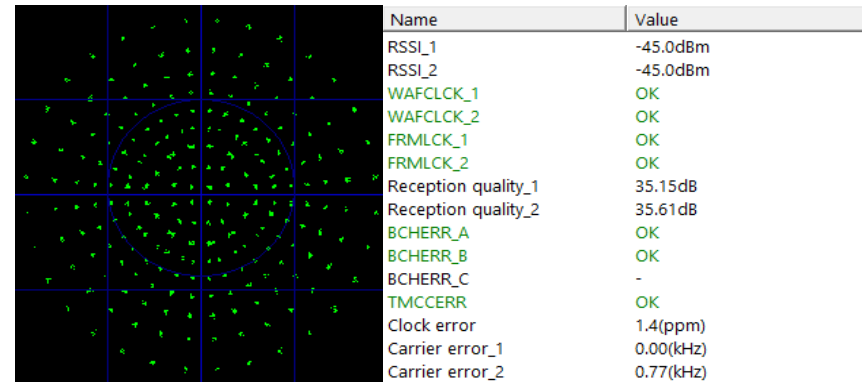 Name Value
RSSI_1 -45.0dBm
RSSI_2 -45.0dBm
WAFCLCK_1 OK
WAFCLCK_2 OK
FRMLCK_1 OK
FRMLCK_2 OK
Reception quality_1 35.15dB
Reception quality_2 35.61dB
BCHERR_A OK
BCHERR_B OK
BCHERR_C -
TMCCERR OK
Clock error 1.4(ppm)
Carrier error_1 0.00(kHz)
Carrier error_2 0.77(kHz)